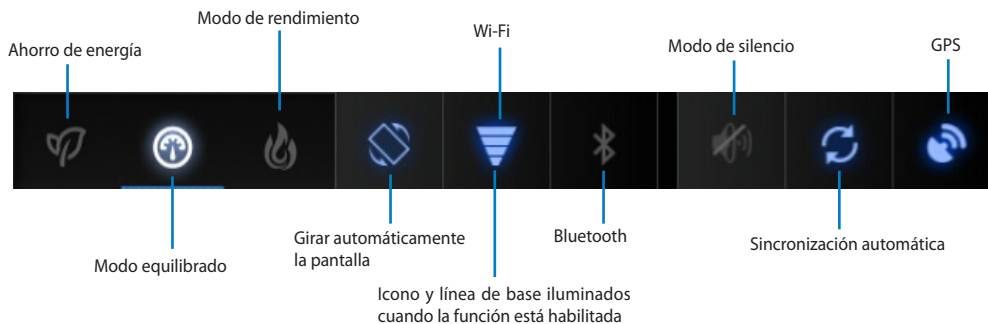 Modo de rendimiento
Wi-Fi
Ahorro de energía
Modo de silencio
GPS
Girar automáticamente
la pantalla
Bluetooth
Sincronización automática
Modo equilibrado
Icono y línea de base iluminados
cuando la función está habilitada